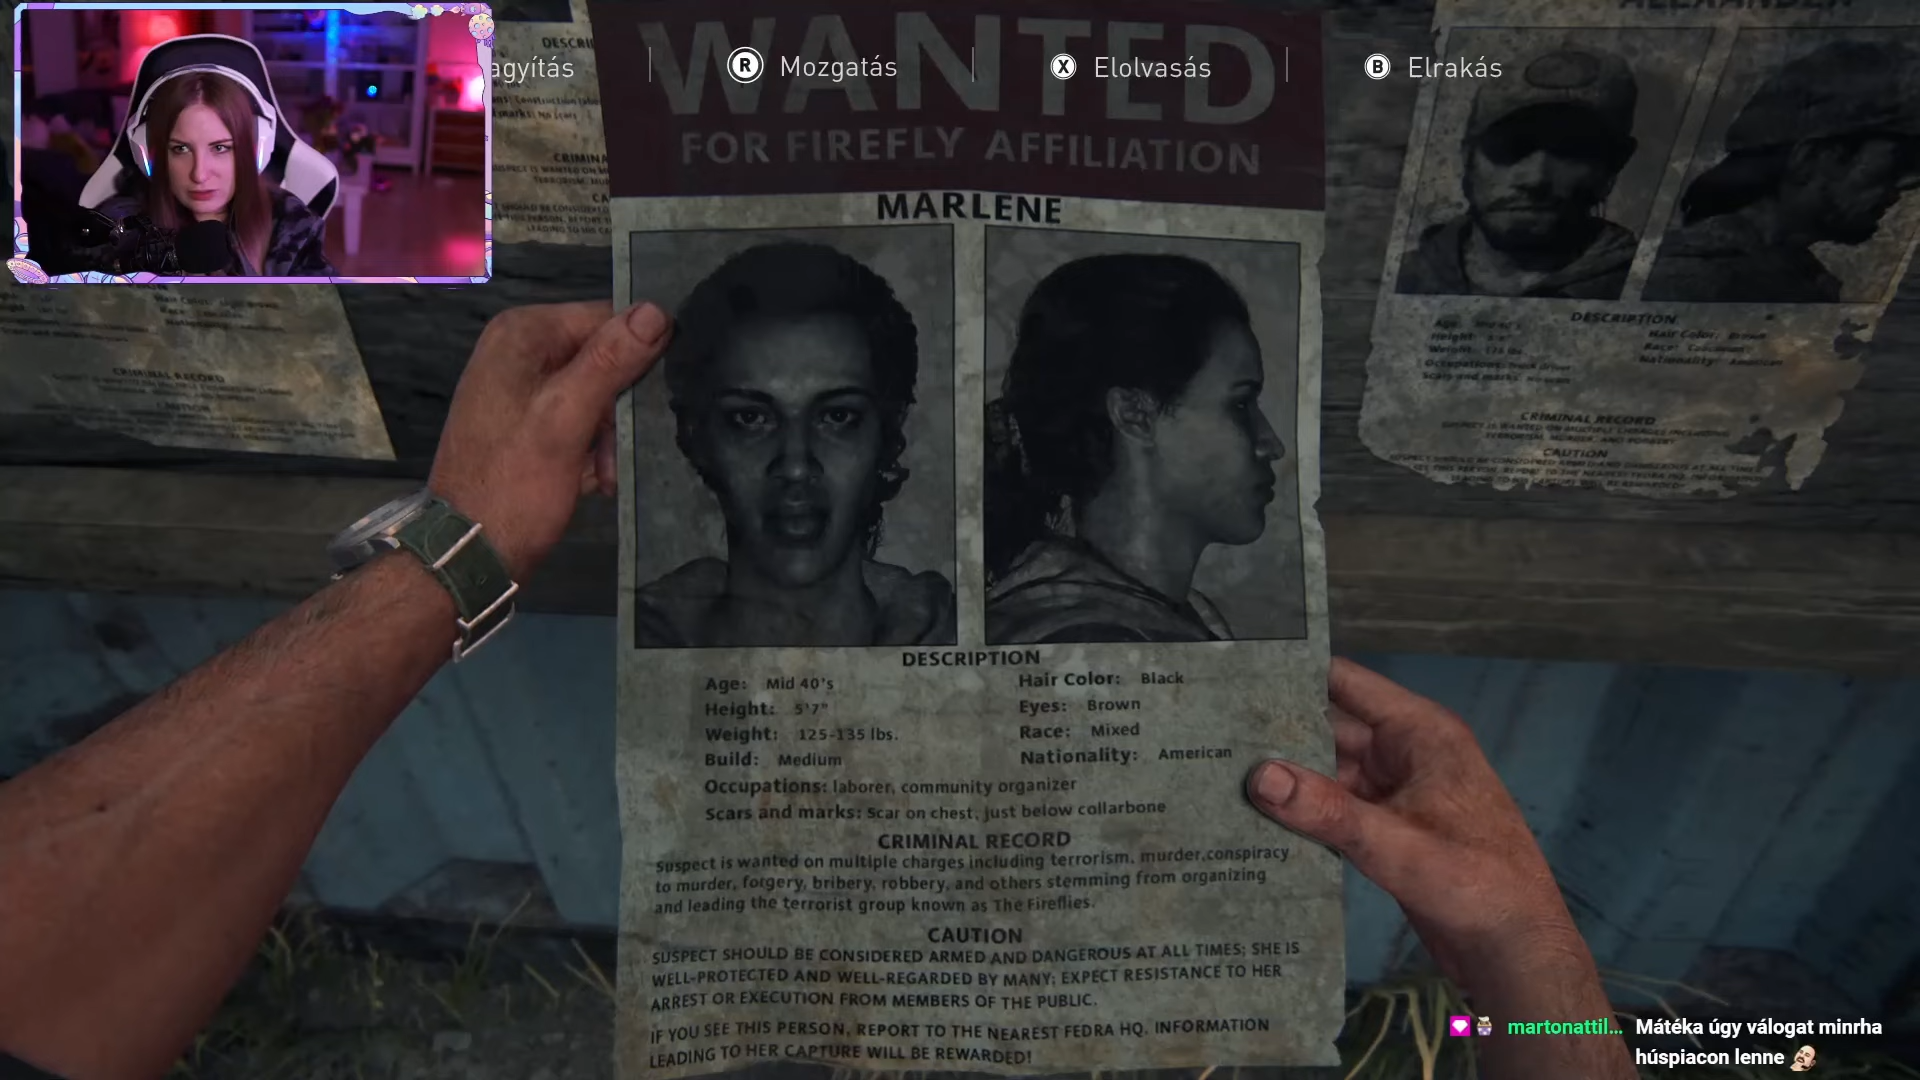 WANTED
agyítás
R Mozgatás
X Elolvasás
B Elrakás
FOR FIREFLY AFFILIATION
MARLENE
DESCRIPTION
Age: Mid 40's
Height: 5'7"
Weight: 125-135 lbs.
Build: Medium
Hair Color: Black
Eyes: Brown
Race: Mixed
Nationality: American
Occupations: laborer, community organizer
Scars and marks: Scar on chest, just below collarbone
CRIMINAL RECORD
Suspect is wanted on multiple charges including terrorism, murder,conspiracy
to murder, forgery, bribery, robbery, and others stemming from organizing
and leading the terrorist group known as The Fireflies.
CAUTION
SUSPECT SHOULD BE CONSIDERED ARMED AND DANGEROUS AT ALL TIMES; SHE IS
WELL-PROTECTED AND WELL-REGARDED BY MANY; EXPECT RESISTANCE TO HER
ARREST OR EXECUTION FROM MEMBERS OF THE PUBLIC.
IF YOU SEE THIS PERSON, REPORT TO THE NEAREST FEDRA HQ. INFORMATION
LEADING TO HER CAPTURE WILL BE REWARDED!
DESCRIPTION
Hair Color: Brown
Nationality: American
CRIMINAL RECORD
CAUTION
CRIMINAL RECORD
CAUTION
martonattil... Mátéka úgy válogat minrha
húspiacon lenne